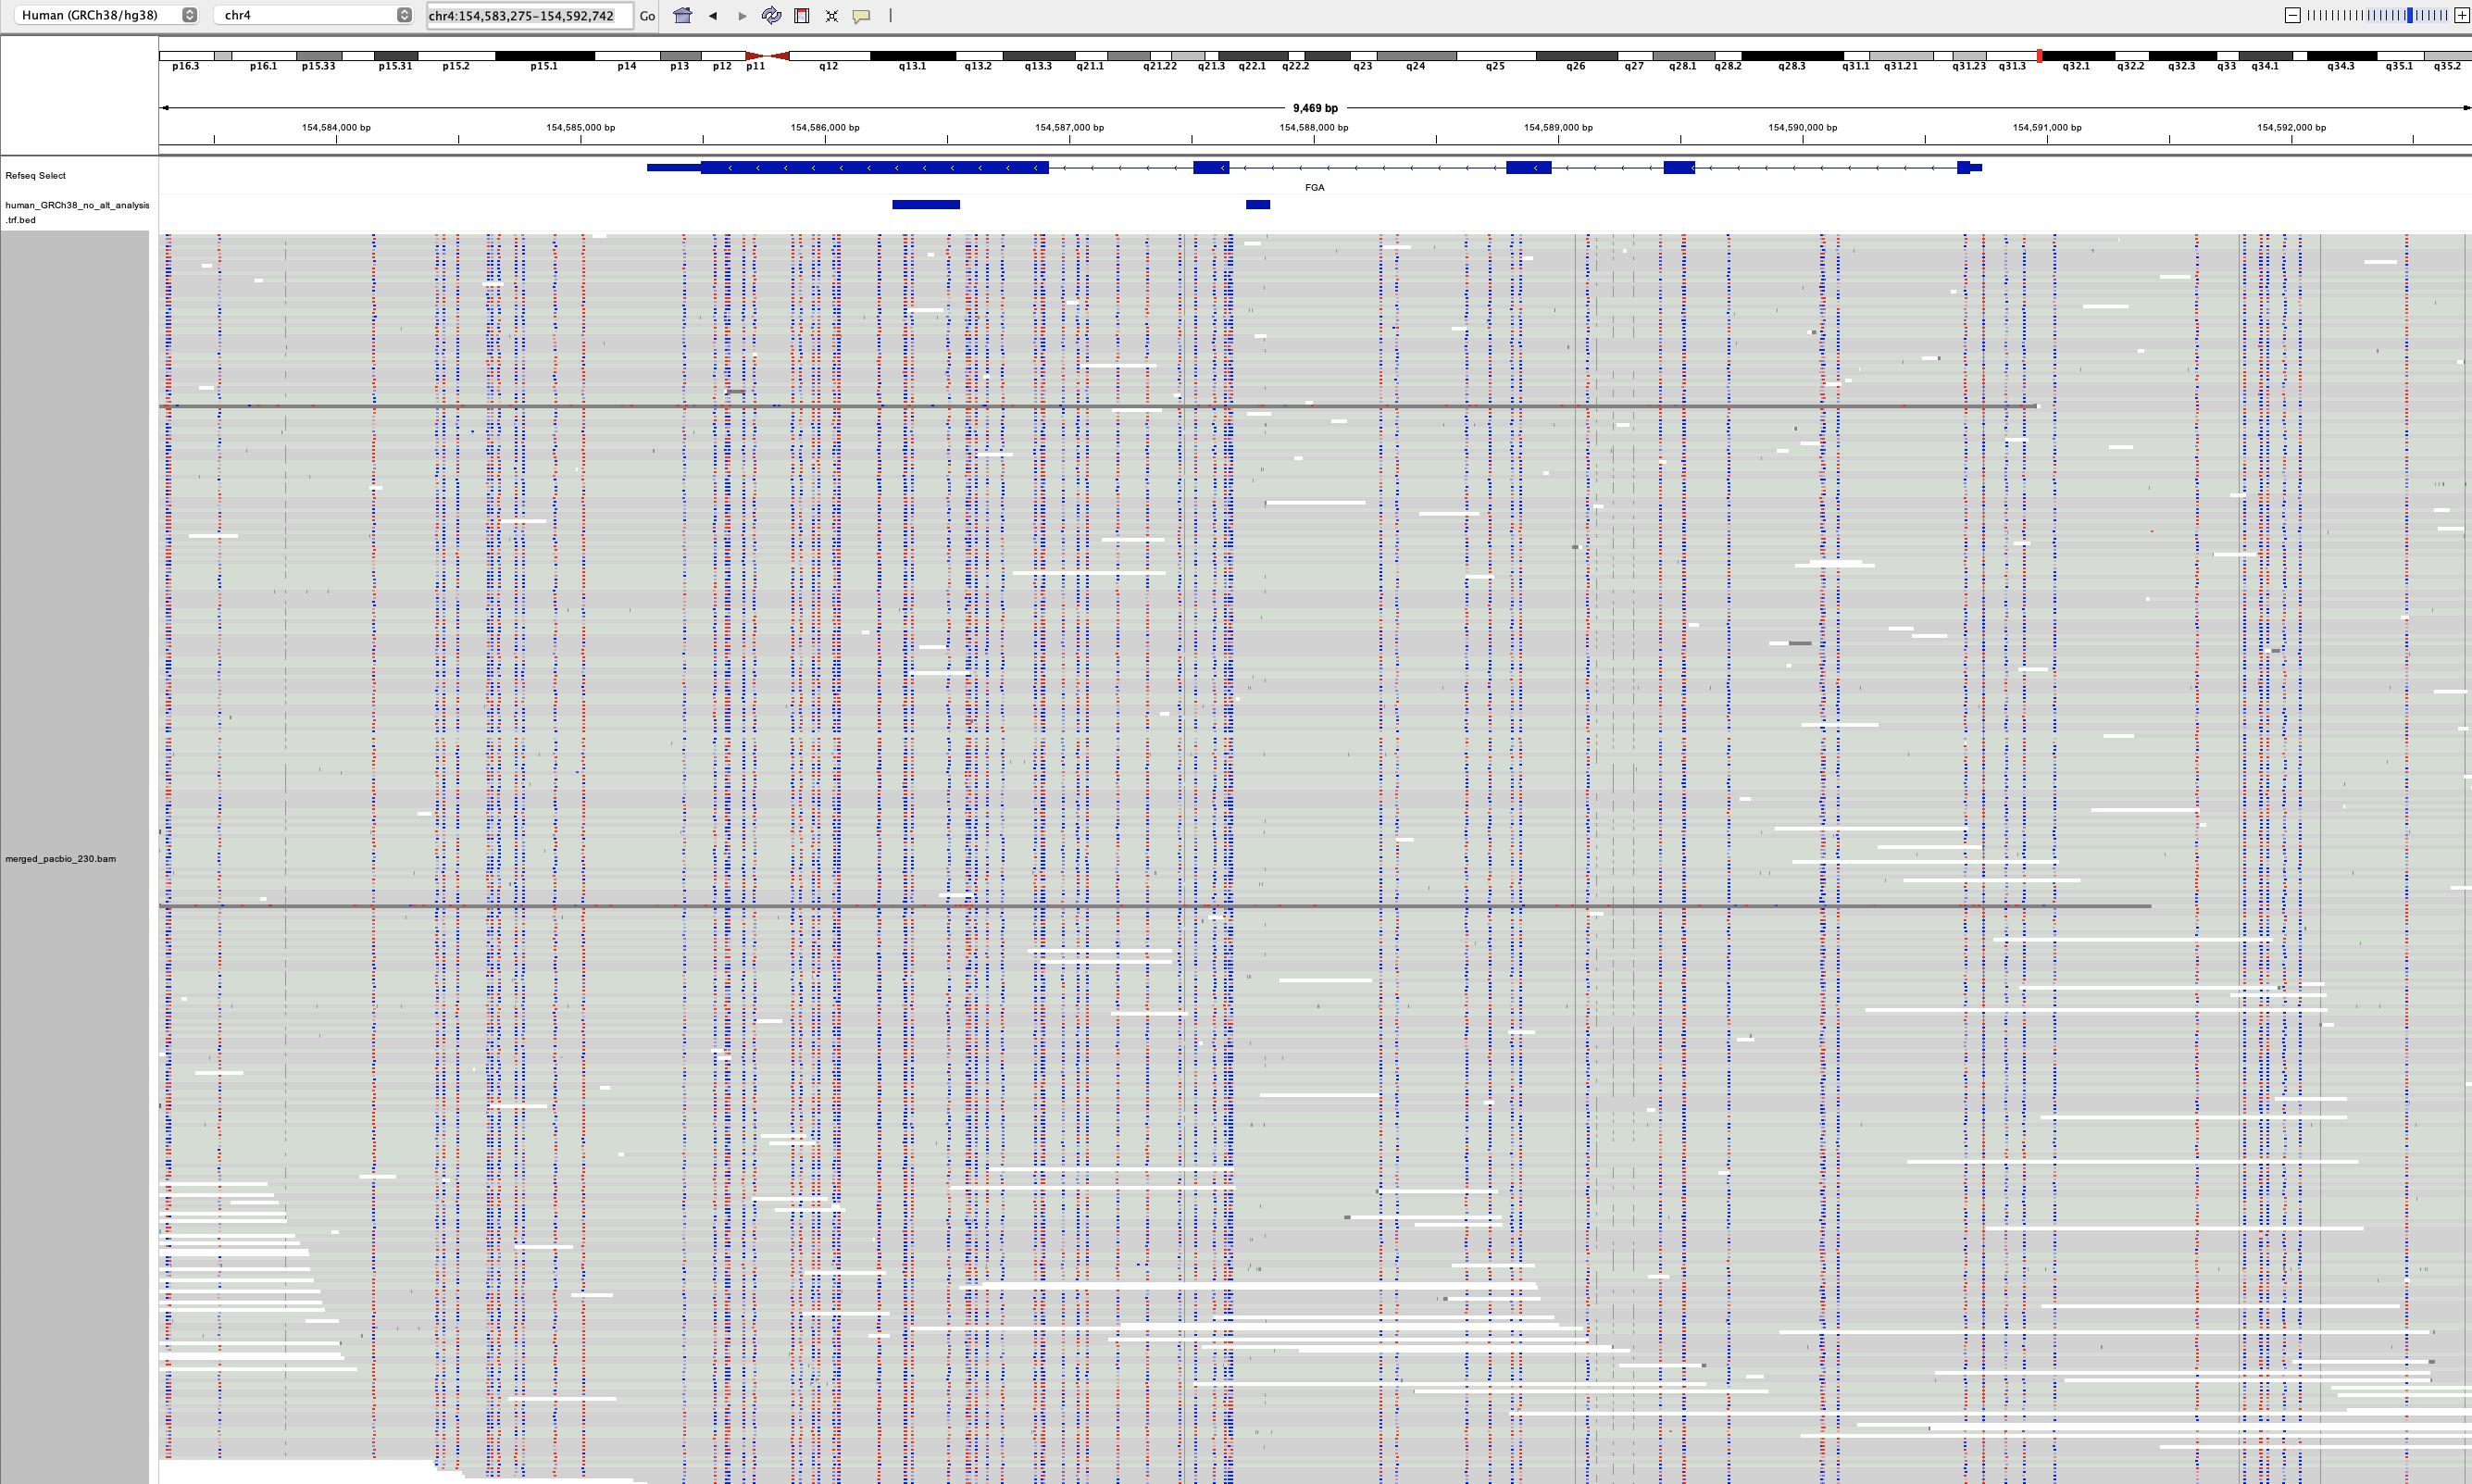 Human (GRCh38/hg38) chr4 chr4:154,583,275-154,592,742 Go
p16.3 p16.1 p15.33 p15.31 p15.2 p15.1 p14 p13 p12 p11 q12 q13.1 q13.2 q13.3 q21.1 q21.22 q21.3 q22.1 q22.2 q23 q24 q25 q26 q27 q28.1 q28.2 q28.3 q31.1 q31.21 q31.23 q31.3 q32.1 q32.2 q32.3 q33 q34.1 q34.3 q35.1 q35.2
9,469 bp
154,584,000 bp 154,585,000 bp 154,586,000 bp 154,587,000 bp 154,588,000 bp 154,589,000 bp 154,590,000 bp 154,591,000 bp 154,592,000 bp
Refseq Select
FGA
human_GRCh38_no_alt_analysis
.trf.bed
merged_pacbio_230.bam